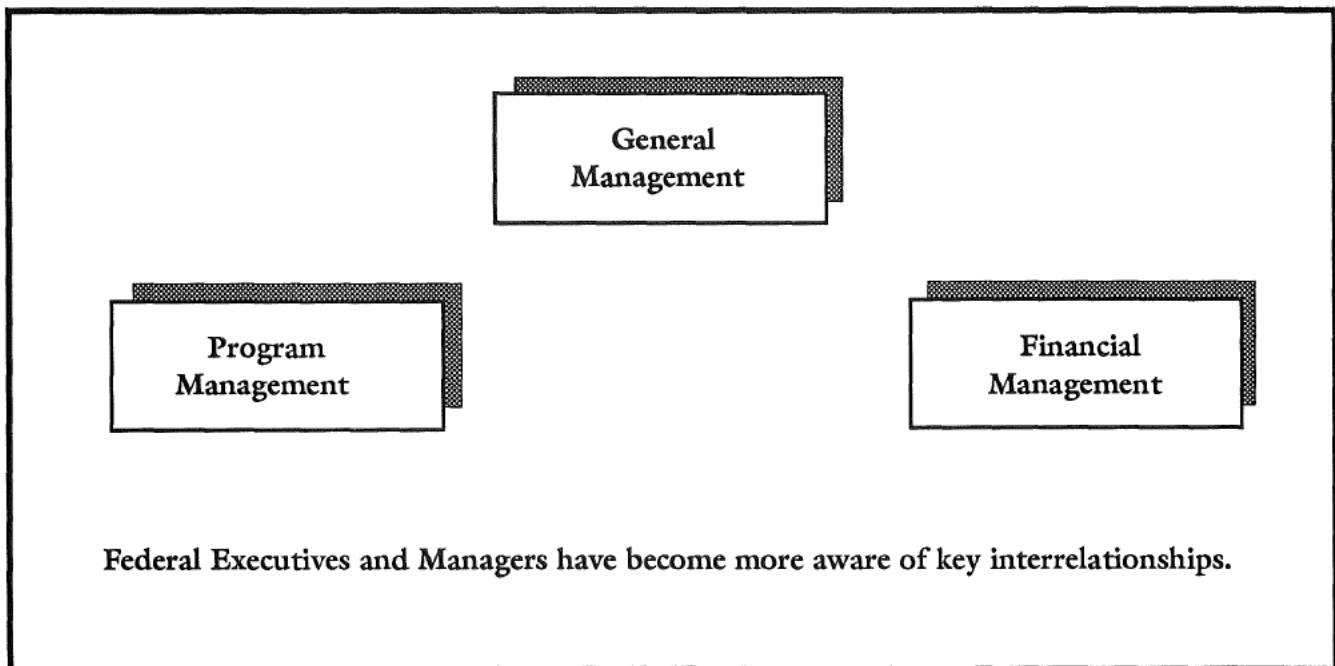 General
Management
Program
Management
Financial
Management
Federal Executives and Managers have become more aware of key interrelationships.